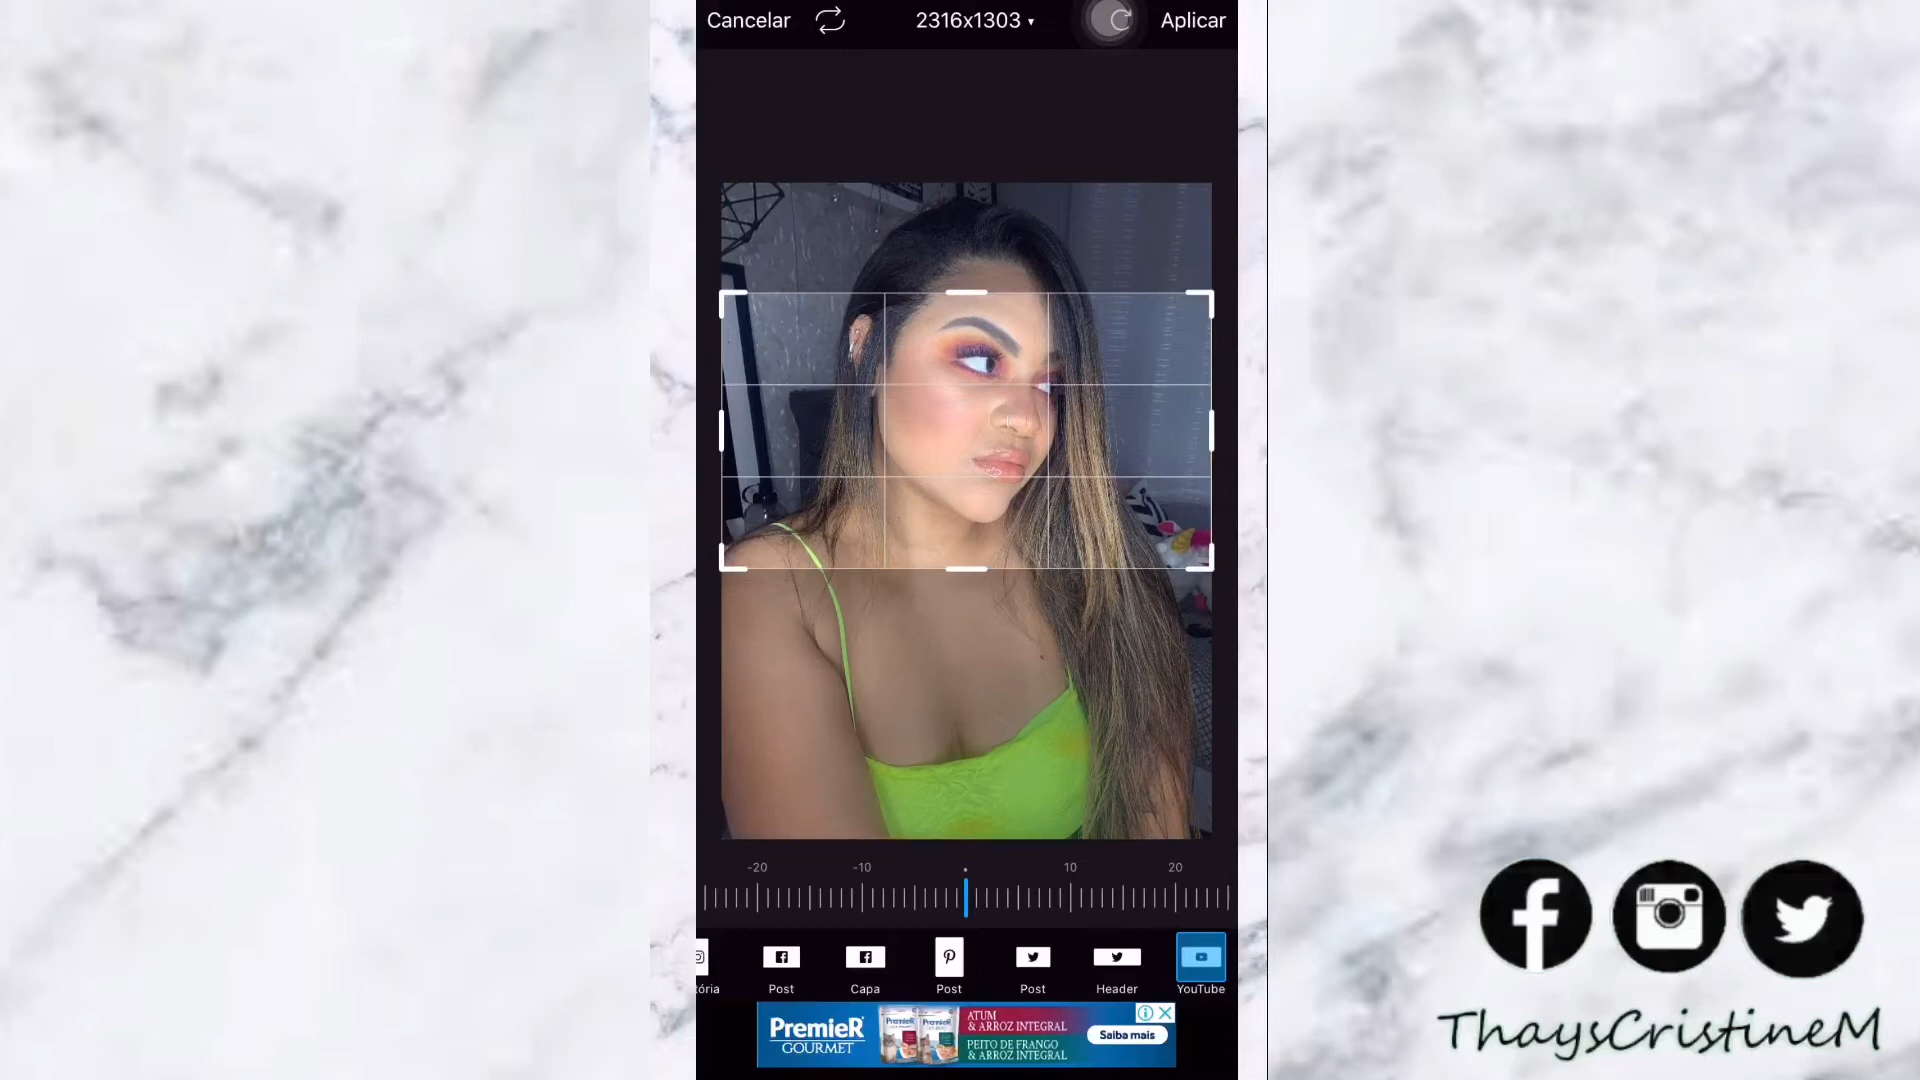 Cancelar 2316x1303 Aplicar
-20 -10 10 20
tória Post Capa Post Post Header YouTube
PremieR GOURMET
ATUM & ARROZ INTEGRAL
PEITO DE FRANGO & ARROZ INTEGRAL
Saiba mais
ThaysCristineM